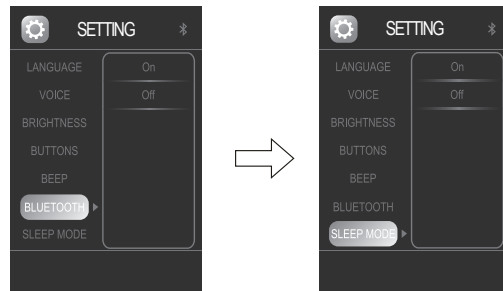 SETTING
LANGUAGE
On
VOICE
Off
BRIGHTNESS
BUTTONS
BEEP
BLUETOOTH
SLEEP MODE
SETTING
LANGUAGE
On
VOICE
Off
BRIGHTNESS
BUTTONS
BEEP
BLUETOOTH
SLEEP MODE